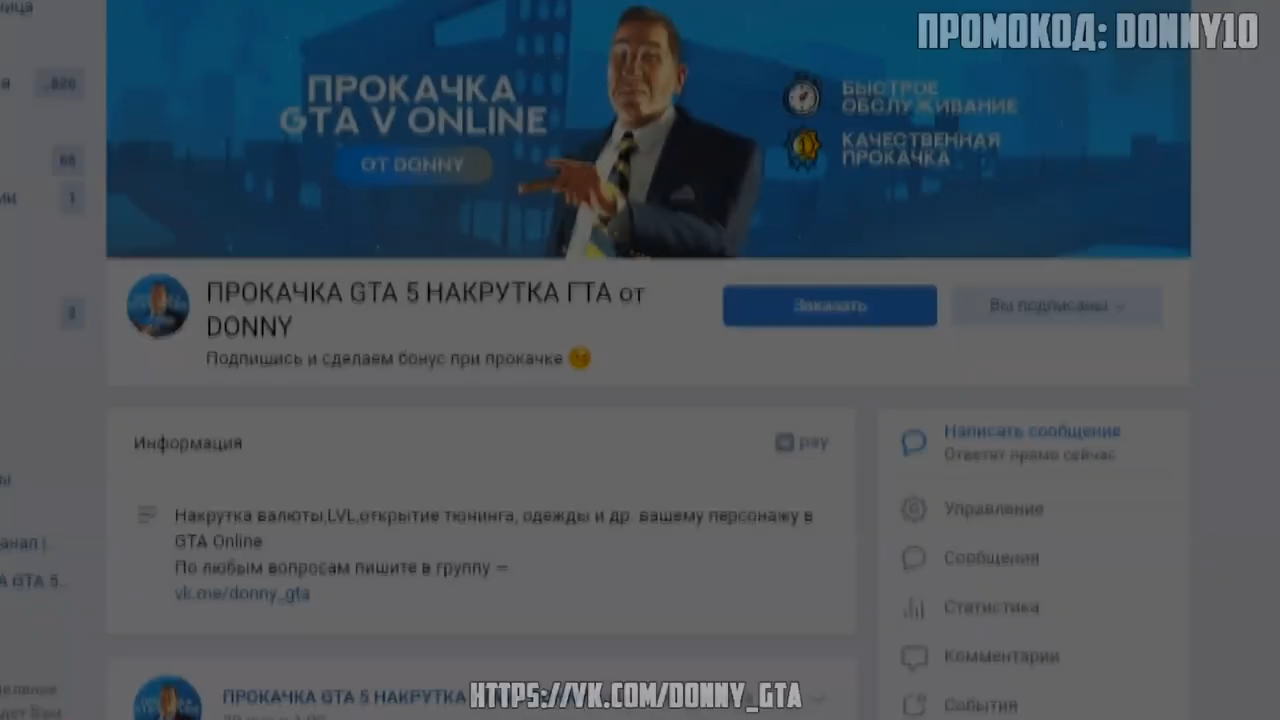 ПРОМОКОД: DONNY10
ПРОКАЧКА
GTA V ONLINE
ОТ DONNY
БЫСТРОЕ
ОБСЛУЖИВАНИЕ
КАЧЕСТВЕННАЯ
ПРОКАЧКА
66
1
ПРОКАЧКА GTA 5 НАКРУТКА ГТА от
DONNY
Подпишись и сделаем бонус при прокачке
Заказать
Вы подписаны
Информация
pay
Накрутка валюты,LVL,открытие тюнинга, одежды и др вашему персонажу в
GTA Online
По любым вопросам пишите в группу —
vk.me/donny_gta
Написать сообщение
Ответят прямо сейчас
Управление
Сообщения
Статистика
Комментарии
События
ПРОКАЧКА GTA 5 НАКРУТКА
HTTPS://VK.COM/DONNY_GTA